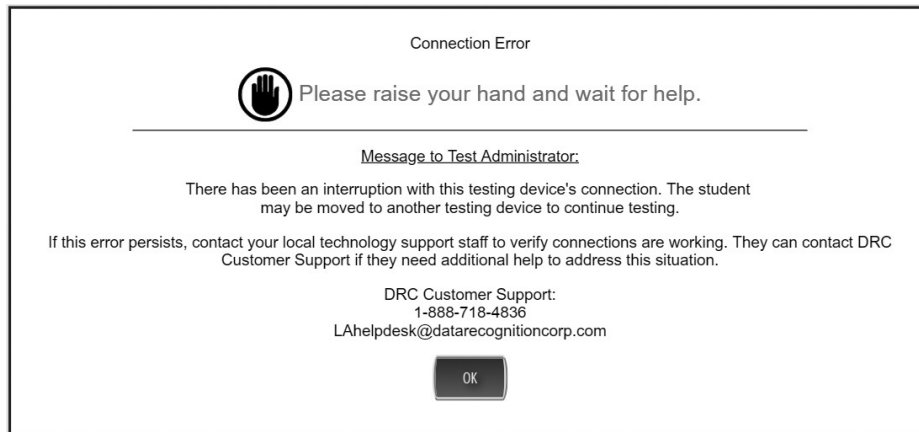 Connection Error
Please raise your hand and wait for help.
Message to Test Administrator:
There has been an interruption with this testing device's connection. The student
may be moved to another testing device to continue testing.
If this error persists, contact your local technology support staff to verify connections are working. They can contact DRC
Customer Support if they need additional help to address this situation.
DRC Customer Support:
1-888-718-4836
LAhelpdesk@datarecognitioncorp.com
OK